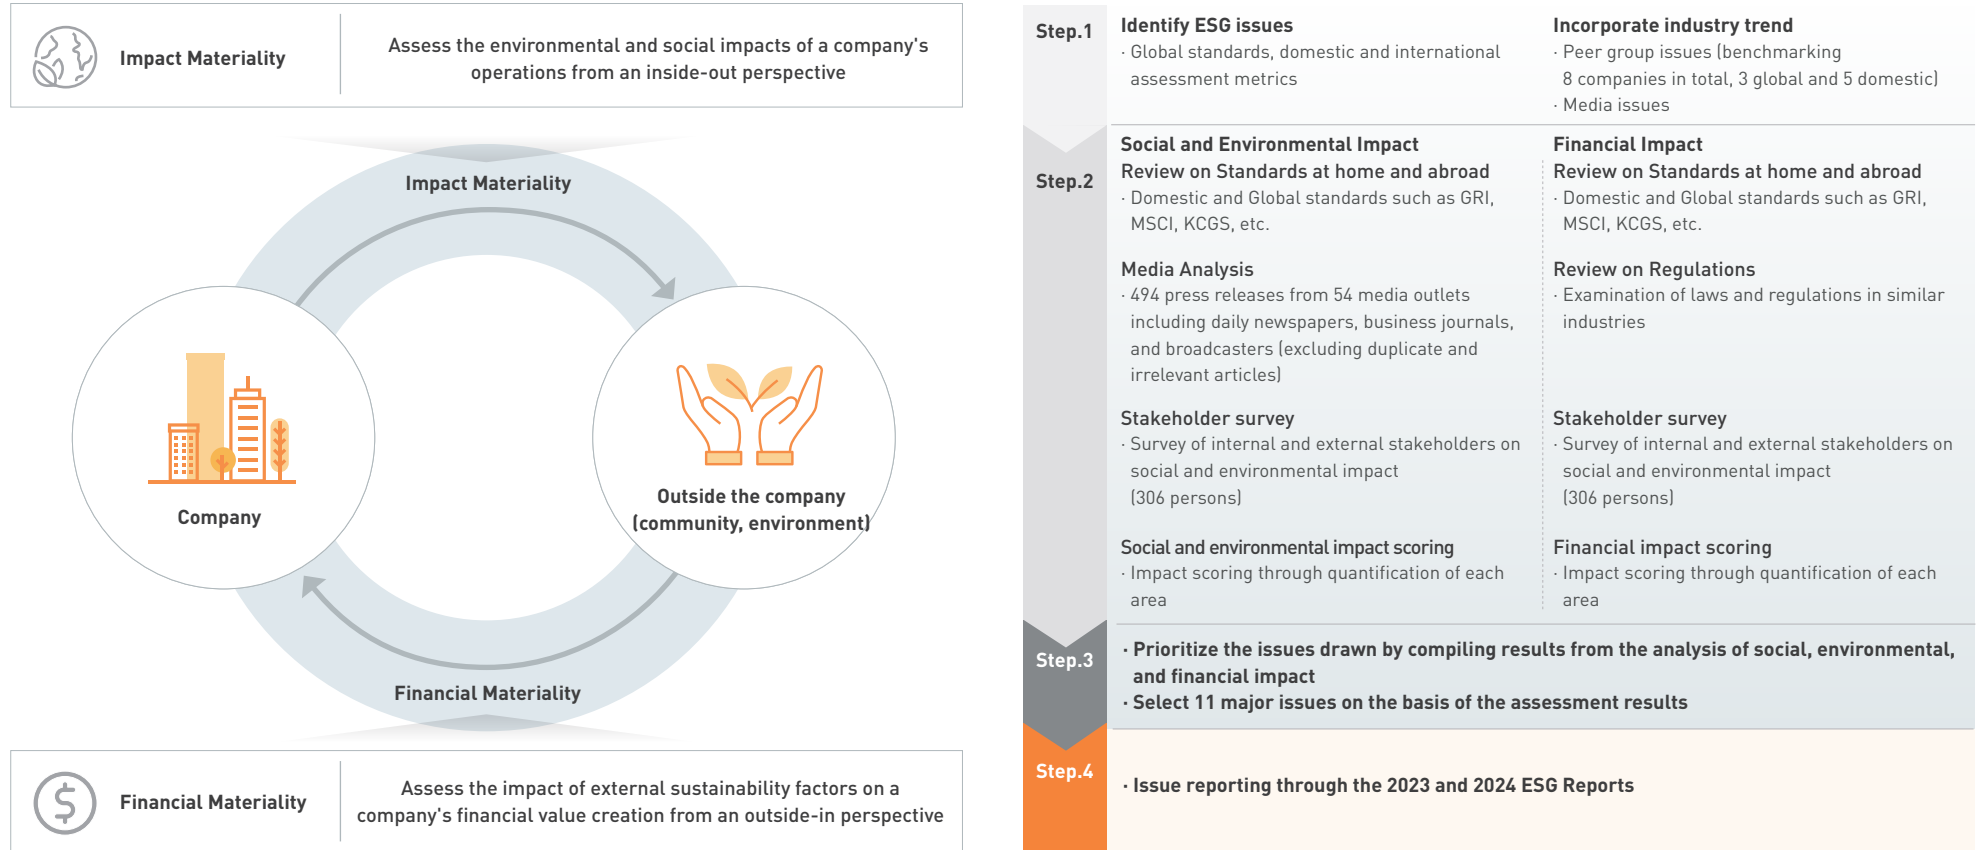 Impact Materiality
Assess the environmental and social impacts of a company's
operations from an inside-out perspective
Impact Materiality
Company
Outside the company
(community, environment)
Financial Materiality
Financial Materiality
Assess the impact of external sustainability factors on a
company's financial value creation from an outside-in perspective
Step.1
Identify ESG issues
· Global standards, domestic and international
assessment metrics
Incorporate industry trend
· Peer group issues (benchmarking
8 companies in total, 3 global and 5 domestic)
· Media issues
Step.2
Social and Environmental Impact
Review on Standards at home and abroad
· Domestic and Global standards such as GRI,
MSCI, KCGS, etc.
Media Analysis
· 494 press releases from 54 media outlets
including daily newspapers, business journals,
and broadcasters (excluding duplicate and
irrelevant articles)
Stakeholder survey
· Survey of internal and external stakeholders on
social and environmental impact
(306 persons)
Social and environmental impact scoring
· Impact scoring through quantification of each
area
Financial Impact
Review on Standards at home and abroad
· Domestic and Global standards such as GRI,
MSCI, KCGS, etc.
Review on Regulations
· Examination of laws and regulations in similar
industries
Stakeholder survey
· Survey of internal and external stakeholders on
social and environmental impact
(306 persons)
Financial impact scoring
· Impact scoring through quantification of each
area
Step.3
· Prioritize the issues drawn by compiling results from the analysis of social, environmental,
and financial impact
· Select 11 major issues on the basis of the assessment results
Step.4
· Issue reporting through the 2023 and 2024 ESG Reports